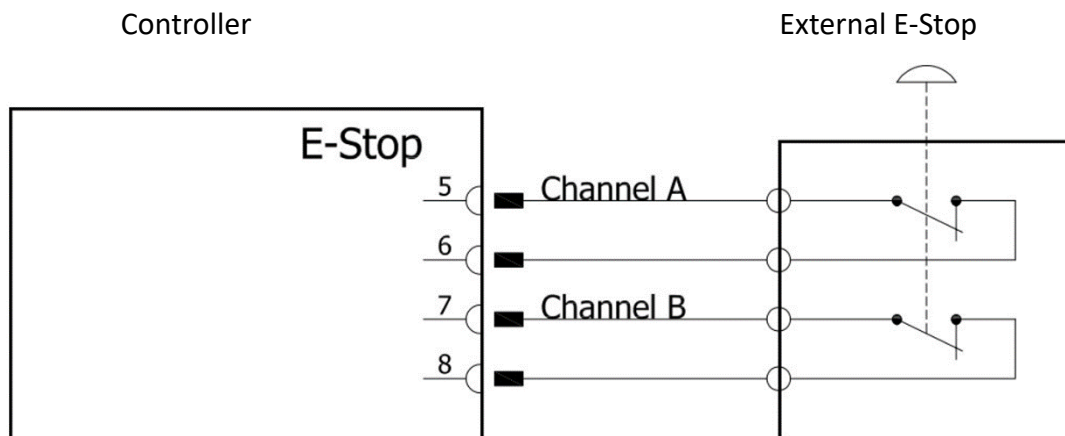 Controller
External E-Stop
E-Stop
5
Channel A
6
7
Channel B
8